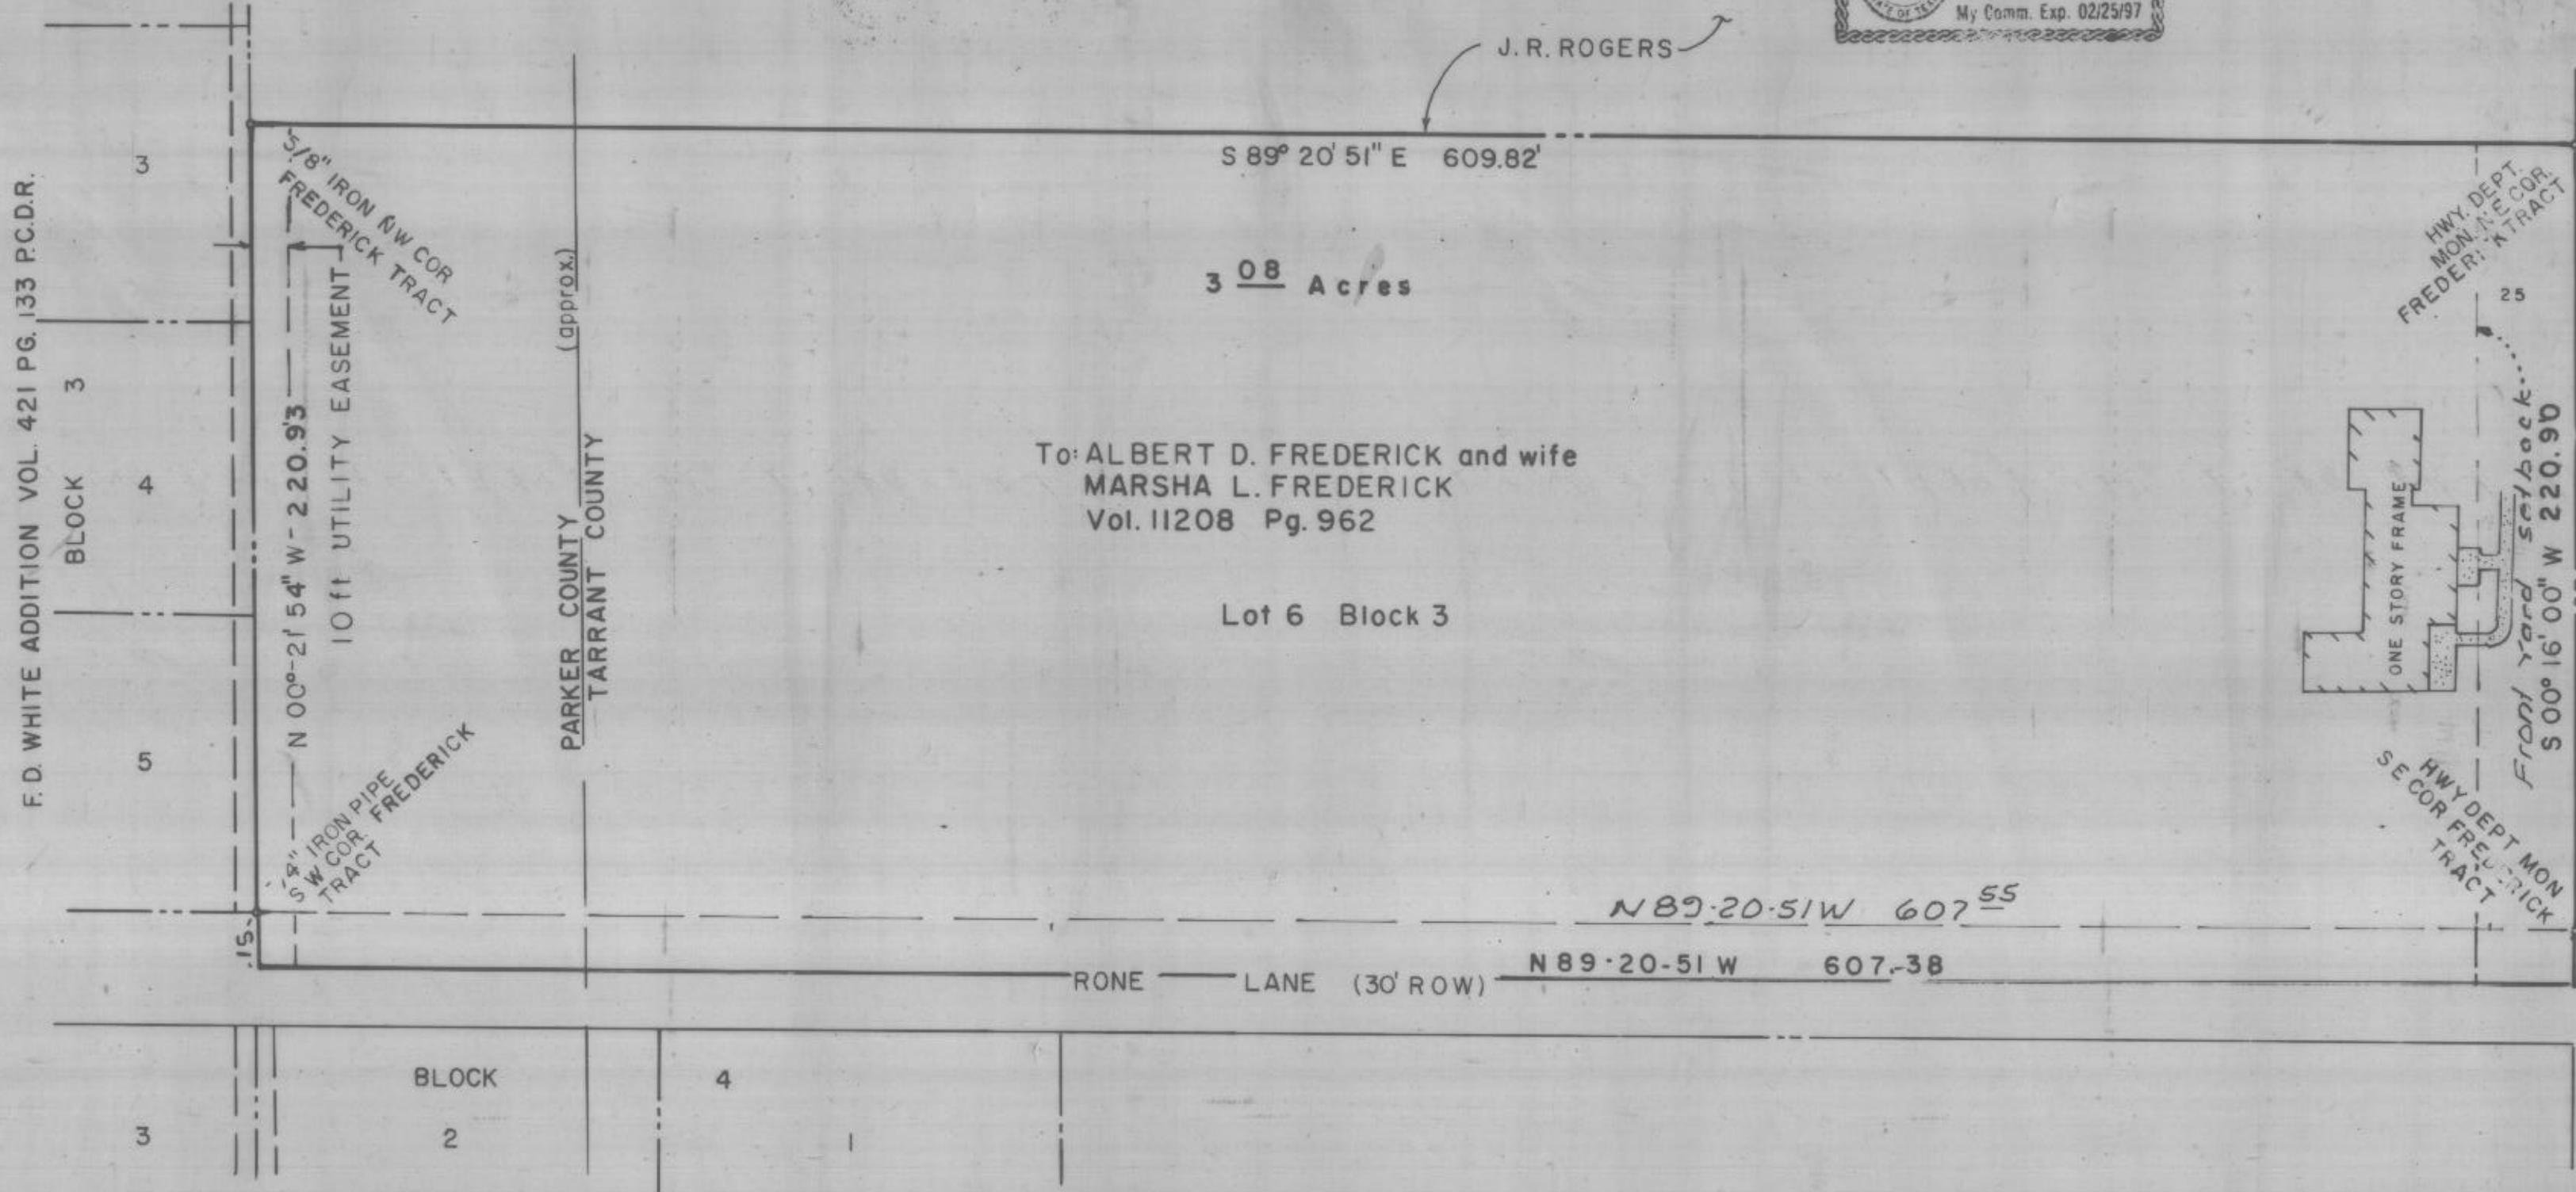 My Comm. Exp. 02/25/97
J.R. ROGERS
S 89° 20' 51" E 609.82'
3 08 Acres
To: ALBERT D. FREDERICK and wife
MARSHA L. FREDERICK
Vol. 11208 Pg. 962
Lot 6 Block 3
F.D. WHITE ADDITION VOL. 421 PG. 133 P.C.D.R.
BLOCK 3
3
4
5
5/8" IRON NW COR
FREDERICK TRACT
N 00°-21' 54" W - 220.93
10 ft UTILITY EASEMENT
PARKER COUNTY (approx.)
TARRANT COUNTY
IRON PIPE
SW COR. FREDERICK
TRACT
15
HWY. DEPT.
MON. N.E. COR.
FREDERICK TRACT
25
Front yard setback
S 00° 16' 00" W 220.90
ONE STORY FRAME
HWY DEPT MON
SE COR FREDERICK
TRACT
N 89-20-51 W 607 55
N 89-20-51 W 607.38
RONE LANE (30' ROW)
BLOCK 4
3
2
1